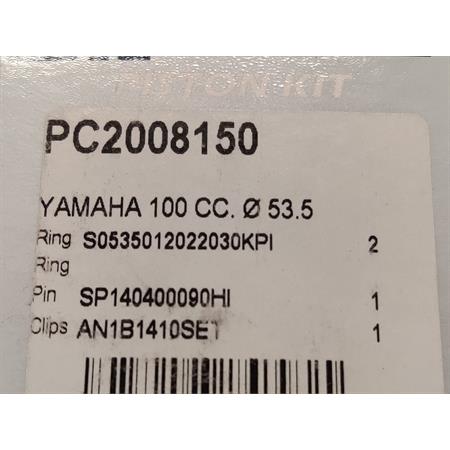 PISTON KIT
PC2008150
YAMAHA 100 CC. Ø 53.5
Ring S0535012022030KPI 2
Ring
Pin SP140400090HI 1
Clips AN1B1410SET 1